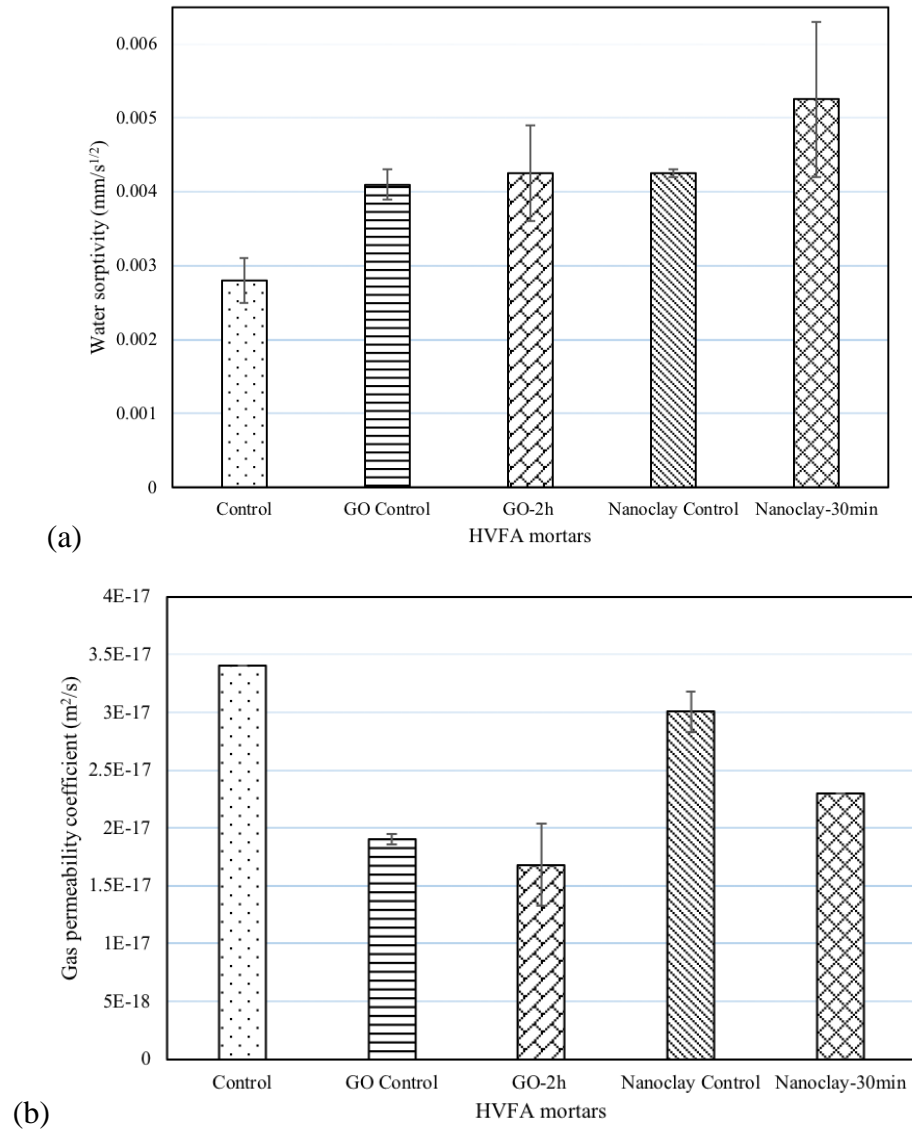 0.006
0.005
0.004
0.003
0.002
0.001
0
Water sorptivity (mm/s1/2)
Control GO Control GO-2h Nanoclay Control Nanoclay-30min
HVFA mortars
(a)
4E-17
3.5E-17
3E-17
2.5E-17
2E-17
1.5E-17
1E-17
5E-18
0
Gas permeability coefficient (m2/s)
Control GO Control GO-2h Nanoclay Control Nanoclay-30min
HVFA mortars
(b)